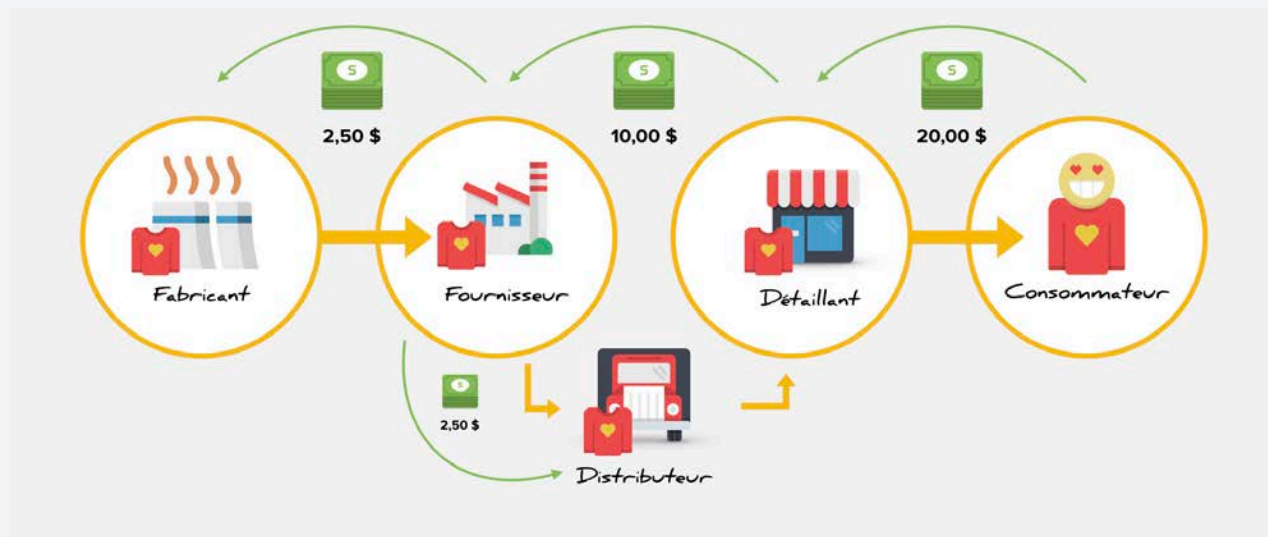 2,50 $
10,00 $
20,00 $
Fabricant
Fournisseur
Détaillant
Consommateur
2,50 $
Distributeur